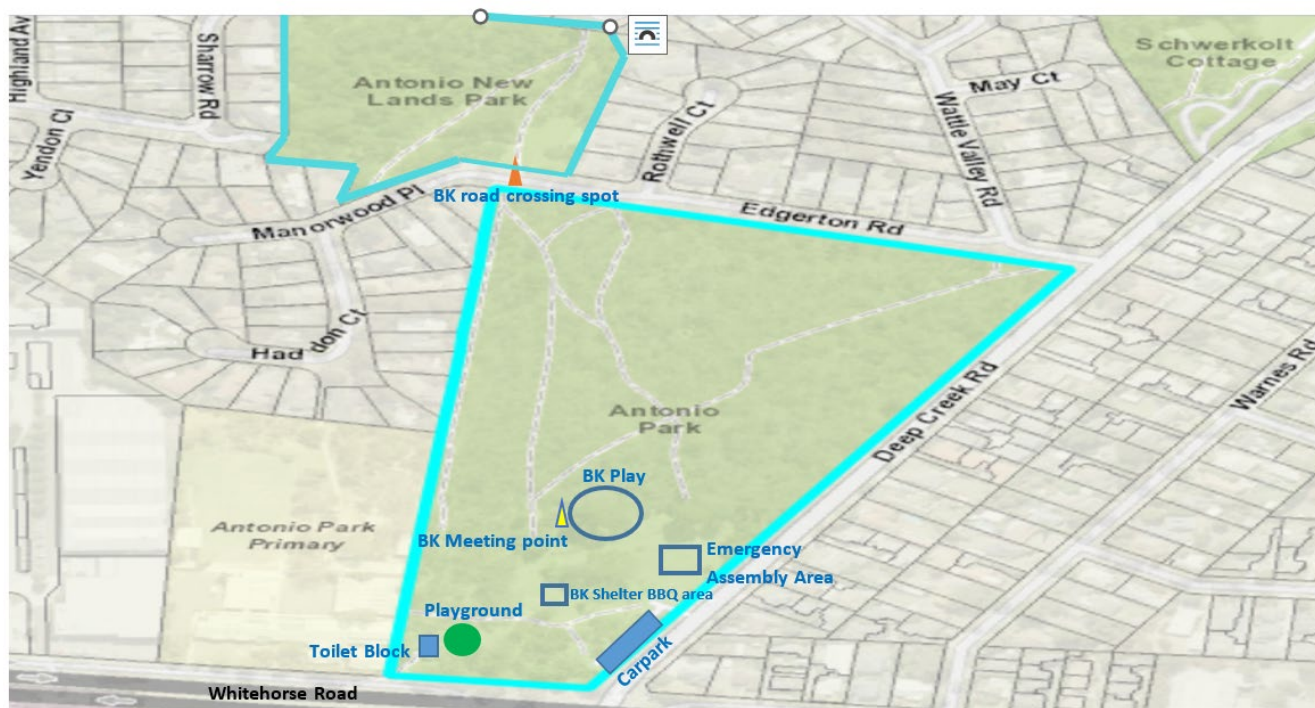 Highland Av
Sharrow Rd
Yendon Cl
Antonio New
Lands Park
Schwerkolt
Cottage
May Ct
Rothwell Ct
Wattle Valley Rd
BK road crossing spot
Manorwood Pl
Edgerton Rd
Haddon Ct
Deep Creek Rd
Warnes Rd
Antonio
Park
BK Play
Antonio Park
Primary
BK Meeting point
Emergency
Assembly Area
BK Shelter BBQ area
Playground
Toilet Block
Carpark
Whitehorse Road